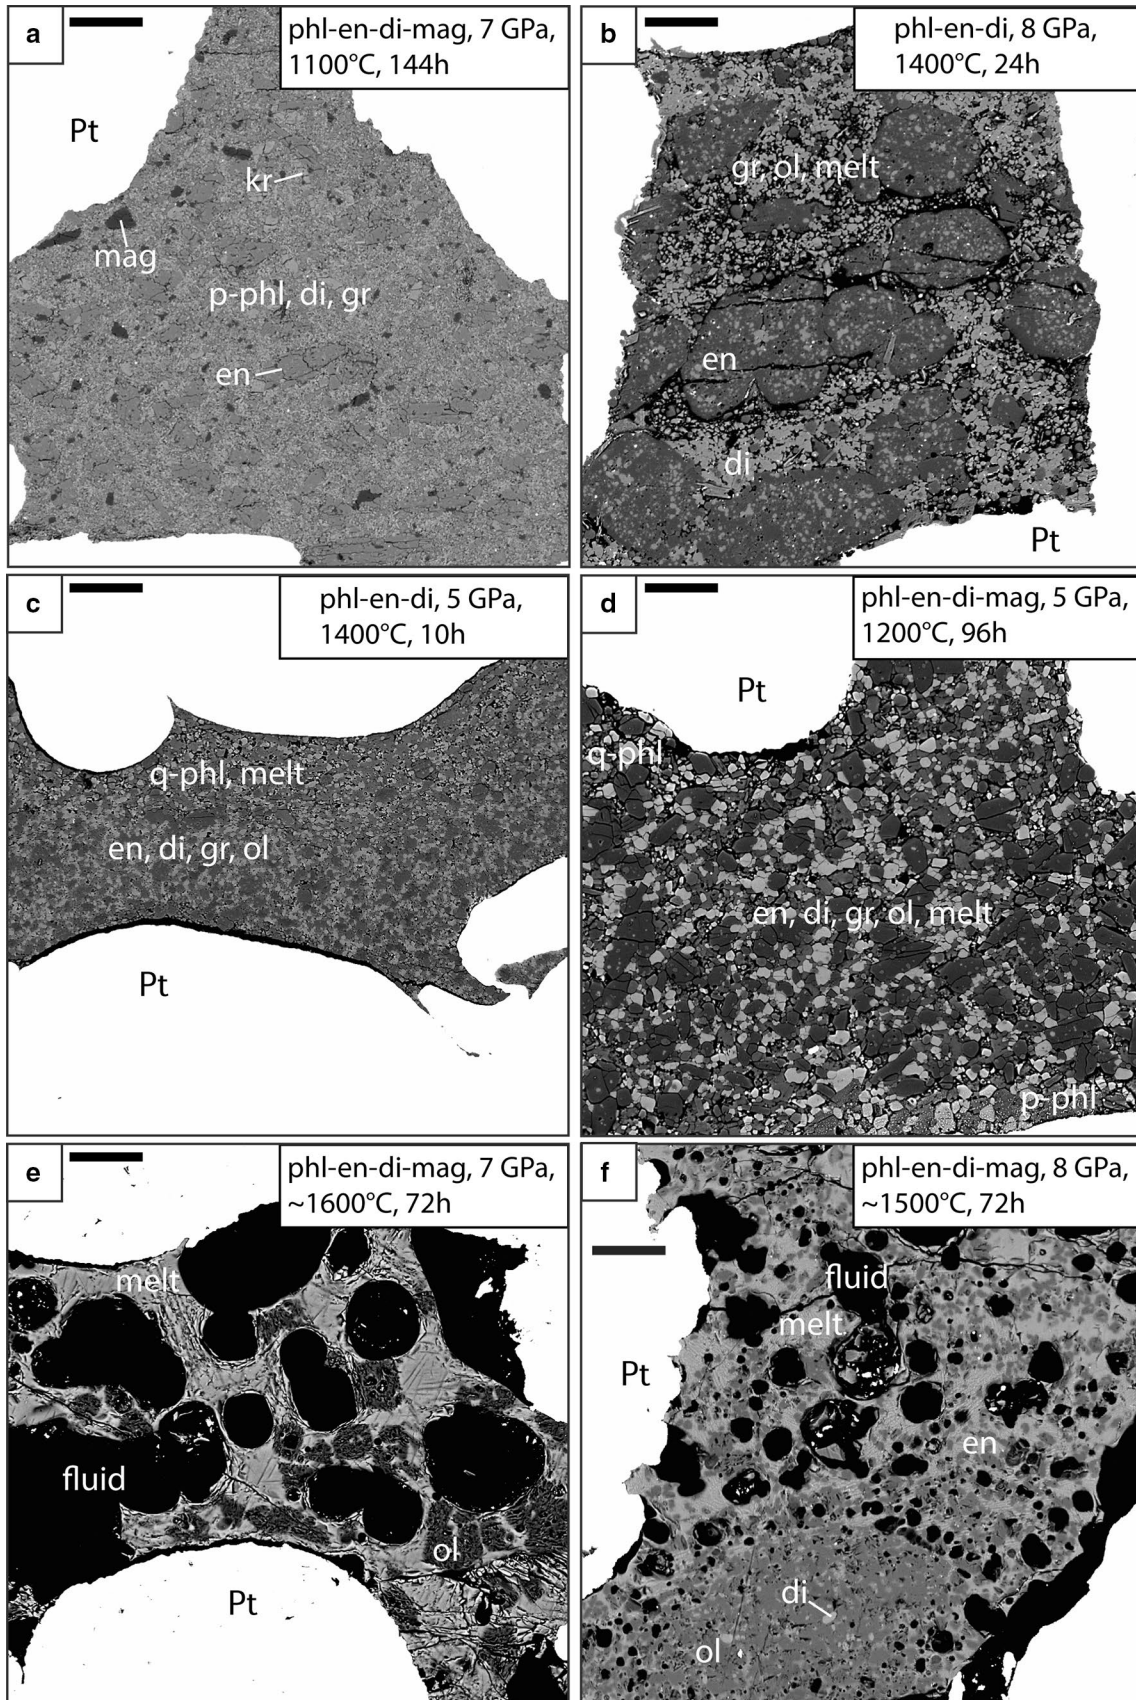 a
phl-en-di-mag, 7 GPa,
1100°C, 144h
Pt
kr
mag
p-phl, di, gr
en
b
phl-en-di, 8 GPa,
1400°C, 24h
gr, ol, melt
en
di
Pt
c
phl-en-di, 5 GPa,
1400°C, 10h
q-phl, melt
en, di, gr, ol
Pt
d
phl-en-di-mag, 5 GPa,
1200°C, 96h
Pt
q-phl
en, di, gr, ol, melt
p-phl
e
phl-en-di-mag, 7 GPa,
~1600°C, 72h
melt
fluid
ol
Pt
f
phl-en-di-mag, 8 GPa,
~1500°C, 72h
fluid
melt
Pt
en
di
ol